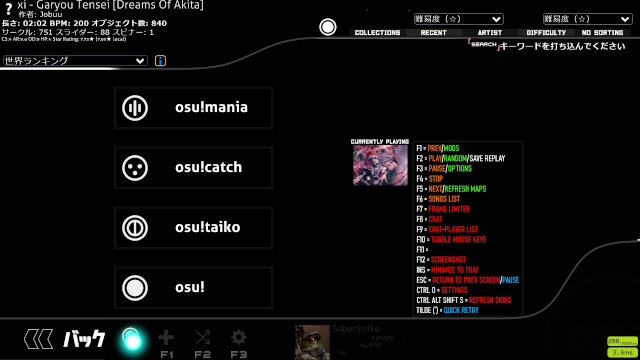 xi - Garyou Tensei [Dreams Of Akita]
作者: Jobuu
長さ: 02:02 BPM: 200 オブジェクト数: 840
サークル: 751 スライダー: 88 スピナー: 1
世界ランキング
難易度 (☆)
難易度 (☆)
COLLECTIONS
RECENT
ARTIST
DIFFICULTY
NO SORTING
SEARCH キーワードを打ち込んでください
osu!mania
osu!catch
osu!taiko
osu!
CURRENTLY PLAYING
F1 = PREV/MODS
F2 = PLAY/RANDOM/SAVE REPLAY
F3 = PAUSE/OPTIONS
F4 = STOP
F5 = NEXT/REFRESH MAPS
F6 = SONGS LIST
F7 = FRAME LIMITER
F8 = CHAT
F9 = CHAT+PLAYER LIST
F10 = TOGGLE MOUSE KEYS
F11 =
F12 = SCREENSHOT
INS = MINIMIZE TO TRAY
ESC = RETURN TO PREV SCREEN/PAUSE
CTRL O = SETTINGS
CTRL ALT SHIFT S = REFRESH SKINS
TILDE (`) = QUICK RETRY
バック
F1
F2
F3
SaberStrike